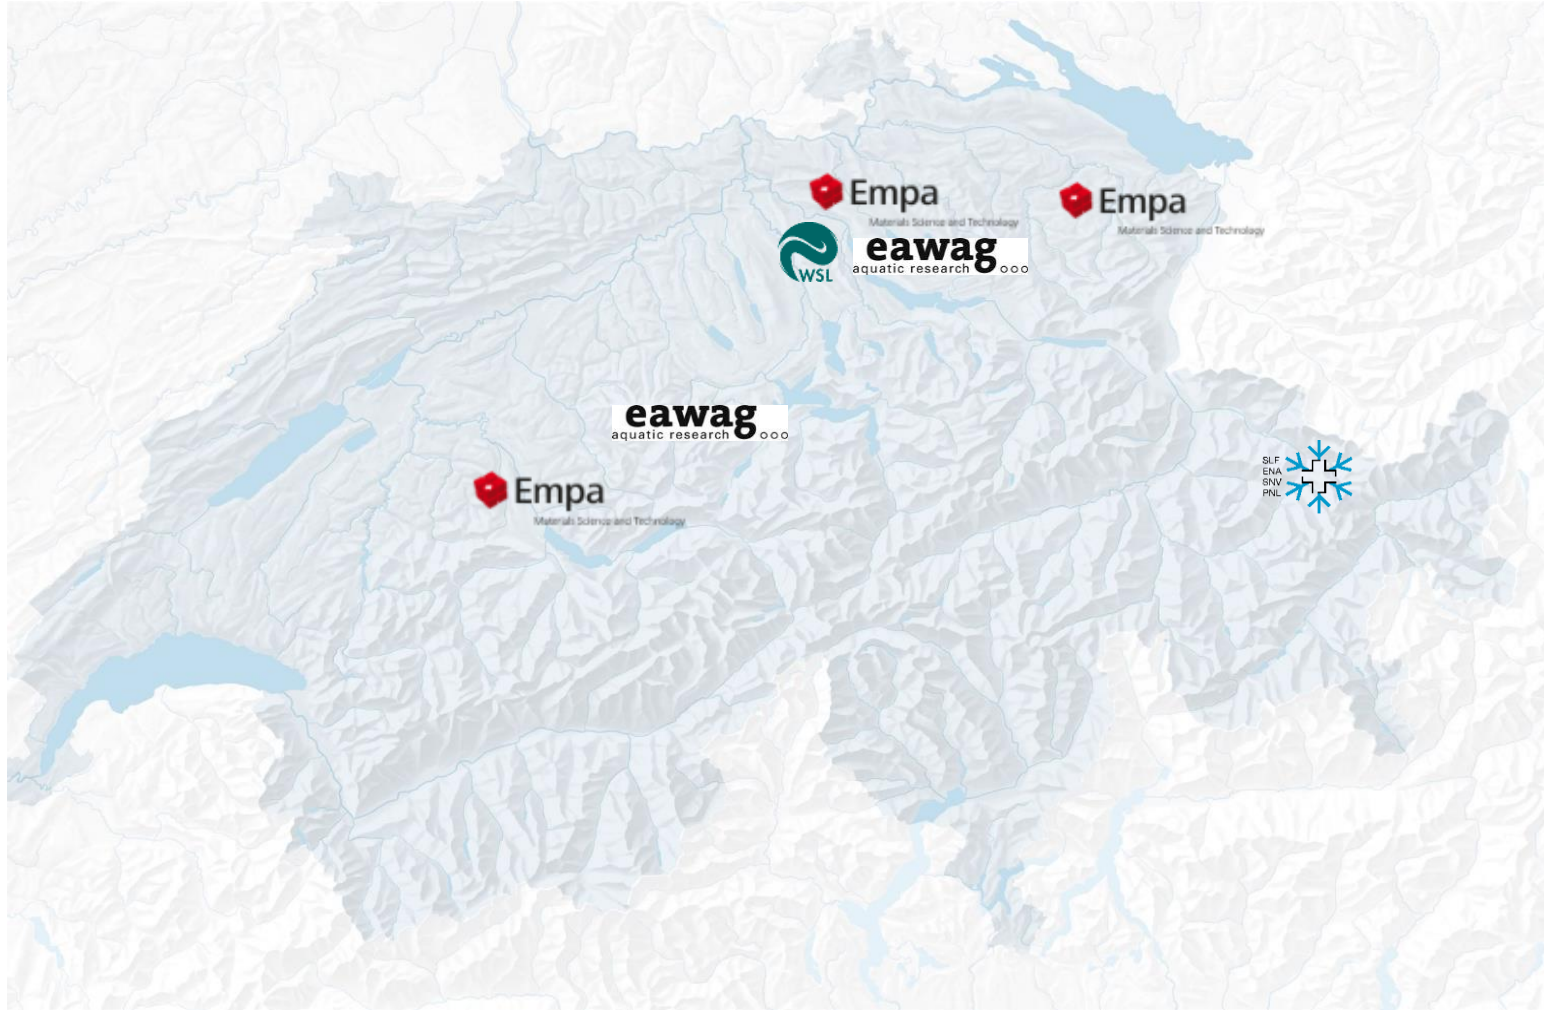 Empa
Materials Science and Technology
Empa
Materials Science and Technology
WSL
eawag
aquatic research
eawag
aquatic research
SLF
ENA
SNV
PNL
Empa
Materials Science and Technology